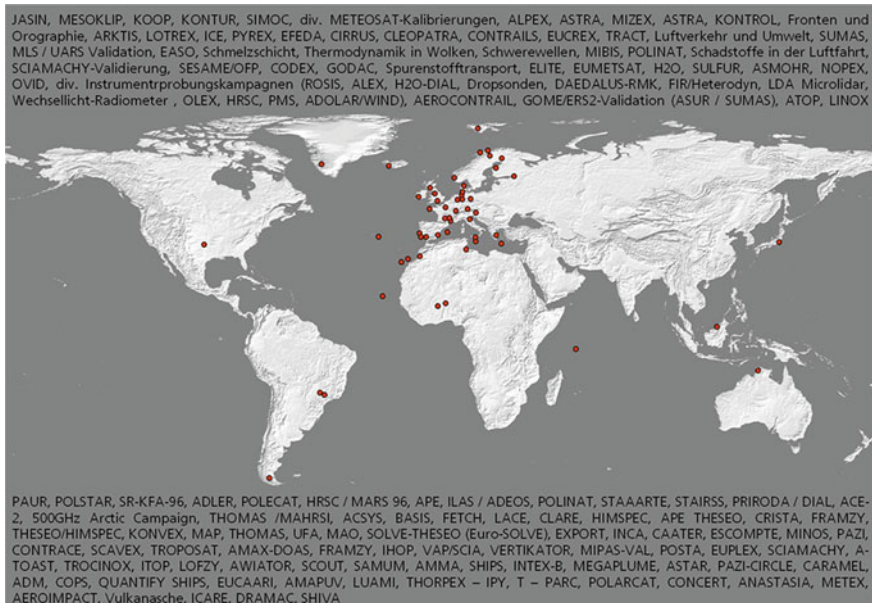 JASIN, MESOKLIP, KOOP, KONTUR, SIMOC, div. METEOSAT-Kalibrierungen, ALPEX, ASTRA, MIZEX, ASTRA, KONTROL, Fronten und
Orographie, ARKTIS, LOTREX, ICE, PYREX, EFEDA, CIRRUS, CLEOPATRA, CONTRAILS, EUCREX, TRACT, Luftverkehr und Umwelt, SUMAS,
MLS / UARS Validation, EASO, Schmelzschicht, Thermodynamik in Wolken, Schwerewellen, MIBIS, POLINAT, Schadstoffe in der Luftfahrt,
SCIAMACHY-Validierung, SESAME/OFP, CODEX, GODAC, Spurenstofftransport, ELITE, EUMETSAT, H2O, SULFUR, ASMOHR, NOPEX,
OVID, div. Instrumentrprobungskampagnen (ROSIS, ALEX, H2O-DIAL, Dropsonden, DAEDALUS-RMK, FIR/Heterodyn, LDA Microlidar,
Wechsellicht-Radiometer , OLEX, HRSC, PMS, ADOLAR/WIND), AEROCONTRAIL, GOME/ERS2-Validation (ASUR / SUMAS), ATOP, LINOX
PAUR, POLSTAR, SR-KFA-96, ADLER, POLECAT, HRSC / MARS 96, APE, ILAS / ADEOS, POLINAT, STAAARTE, STAIRSS, PRIRODA / DIAL, ACE-
2, 500GHz Arctic Campaign, THOMAS /MAHRSI, ACSYS, BASIS, FETCH, LACE, CLARE, HIMSPEC, APE THESEO, CRISTA, FRAMZY,
THESEO/HIMSPEC, KONVEX, MAP, THOMAS, UFA, MAO, SOLVE-THESEO (Euro-SOLVE), EXPORT, INCA, CAATER, ESCOMPTE, MINOS, PAZI,
CONTRACE, SCAVEX, TROPOSAT, AMAX-DOAS, FRAMZY, IHOP, VAP/SCIA, VERTIKATOR, MIPAS-VAL, POSTA, EUPLEX, SCIAMACHY, A-
TOAST, TROCINOX, ITOP, LOFZY, AWIATOR, SCOUT, SAMUM, AMMA, SHIPS, INTEX-B, MEGAPLUME, ASTAR, PAZI-CIRCLE, CARAMEL,
ADM, COPS, QUANTIFY SHIPS, EUCAARI, AMAPUV, LUAMI, THORPEX – IPY, T – PARC, POLARCAT, CONCERT, ANASTASIA, METEX,
AEROIMPACT, Vulkanasche, ICARE, DRAMAC, SHIVA